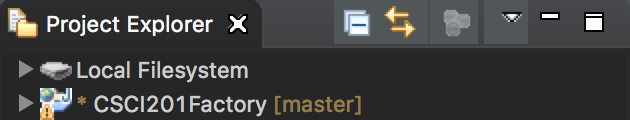 Project Explorer
Local Filesystem
* CSCI201Factory [master]